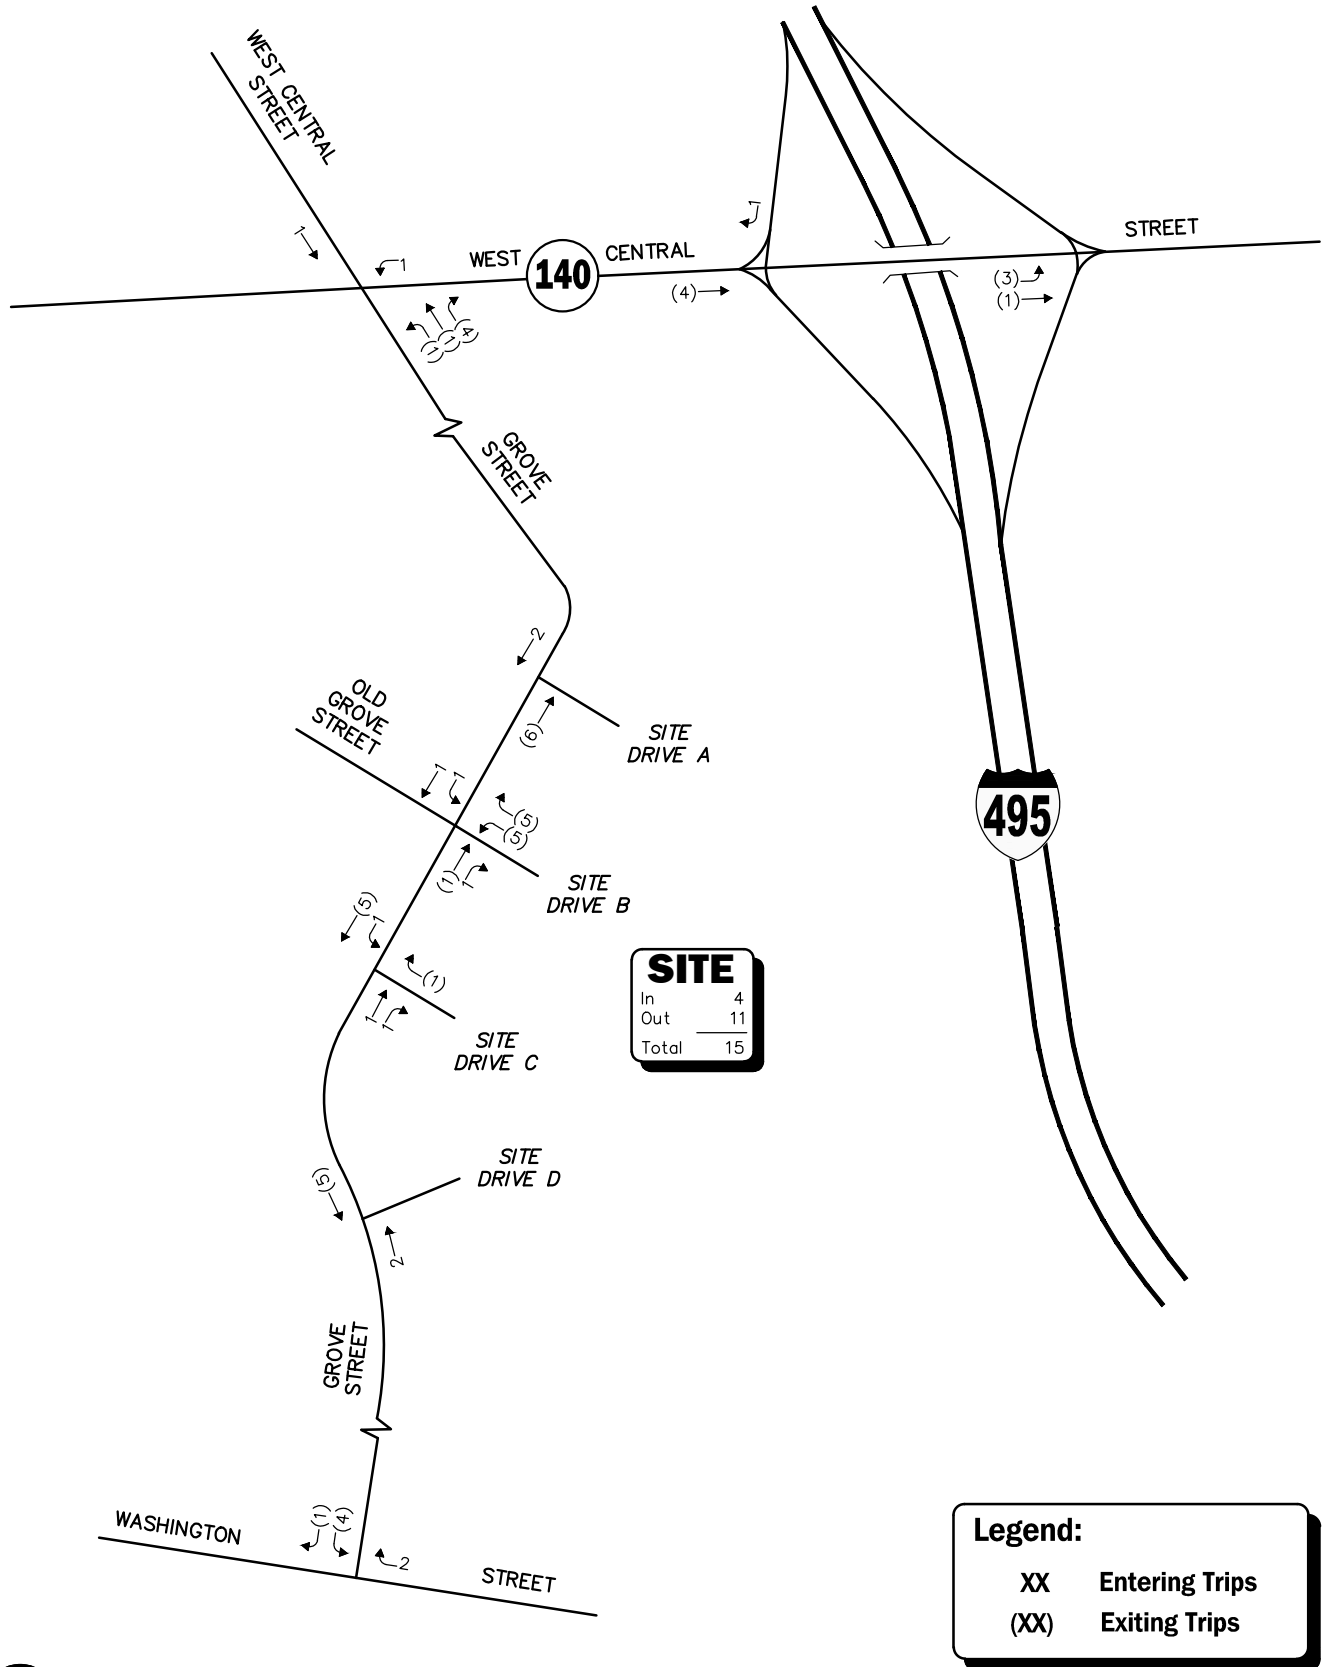 WEST CENTRAL
STREET
1
1
WEST
140
CENTRAL
1
STREET
(4)
(3)
(1)
(1)
(1)
(4)
GROVE
STREET
2
OLD
GROVE
STREET
(6)
SITE
DRIVE A
1
1
(5)
(5)
(1)
1
SITE
DRIVE B
495
(5)
1
(1)
1
1
SITE
DRIVE C
SITE
In 4
Out 11
Total 15
(5)
SITE
DRIVE D
2
GROVE
STREET
(1)
(4)
2
WASHINGTON
STREET
Legend:
XX Entering Trips
(XX) Exiting Trips